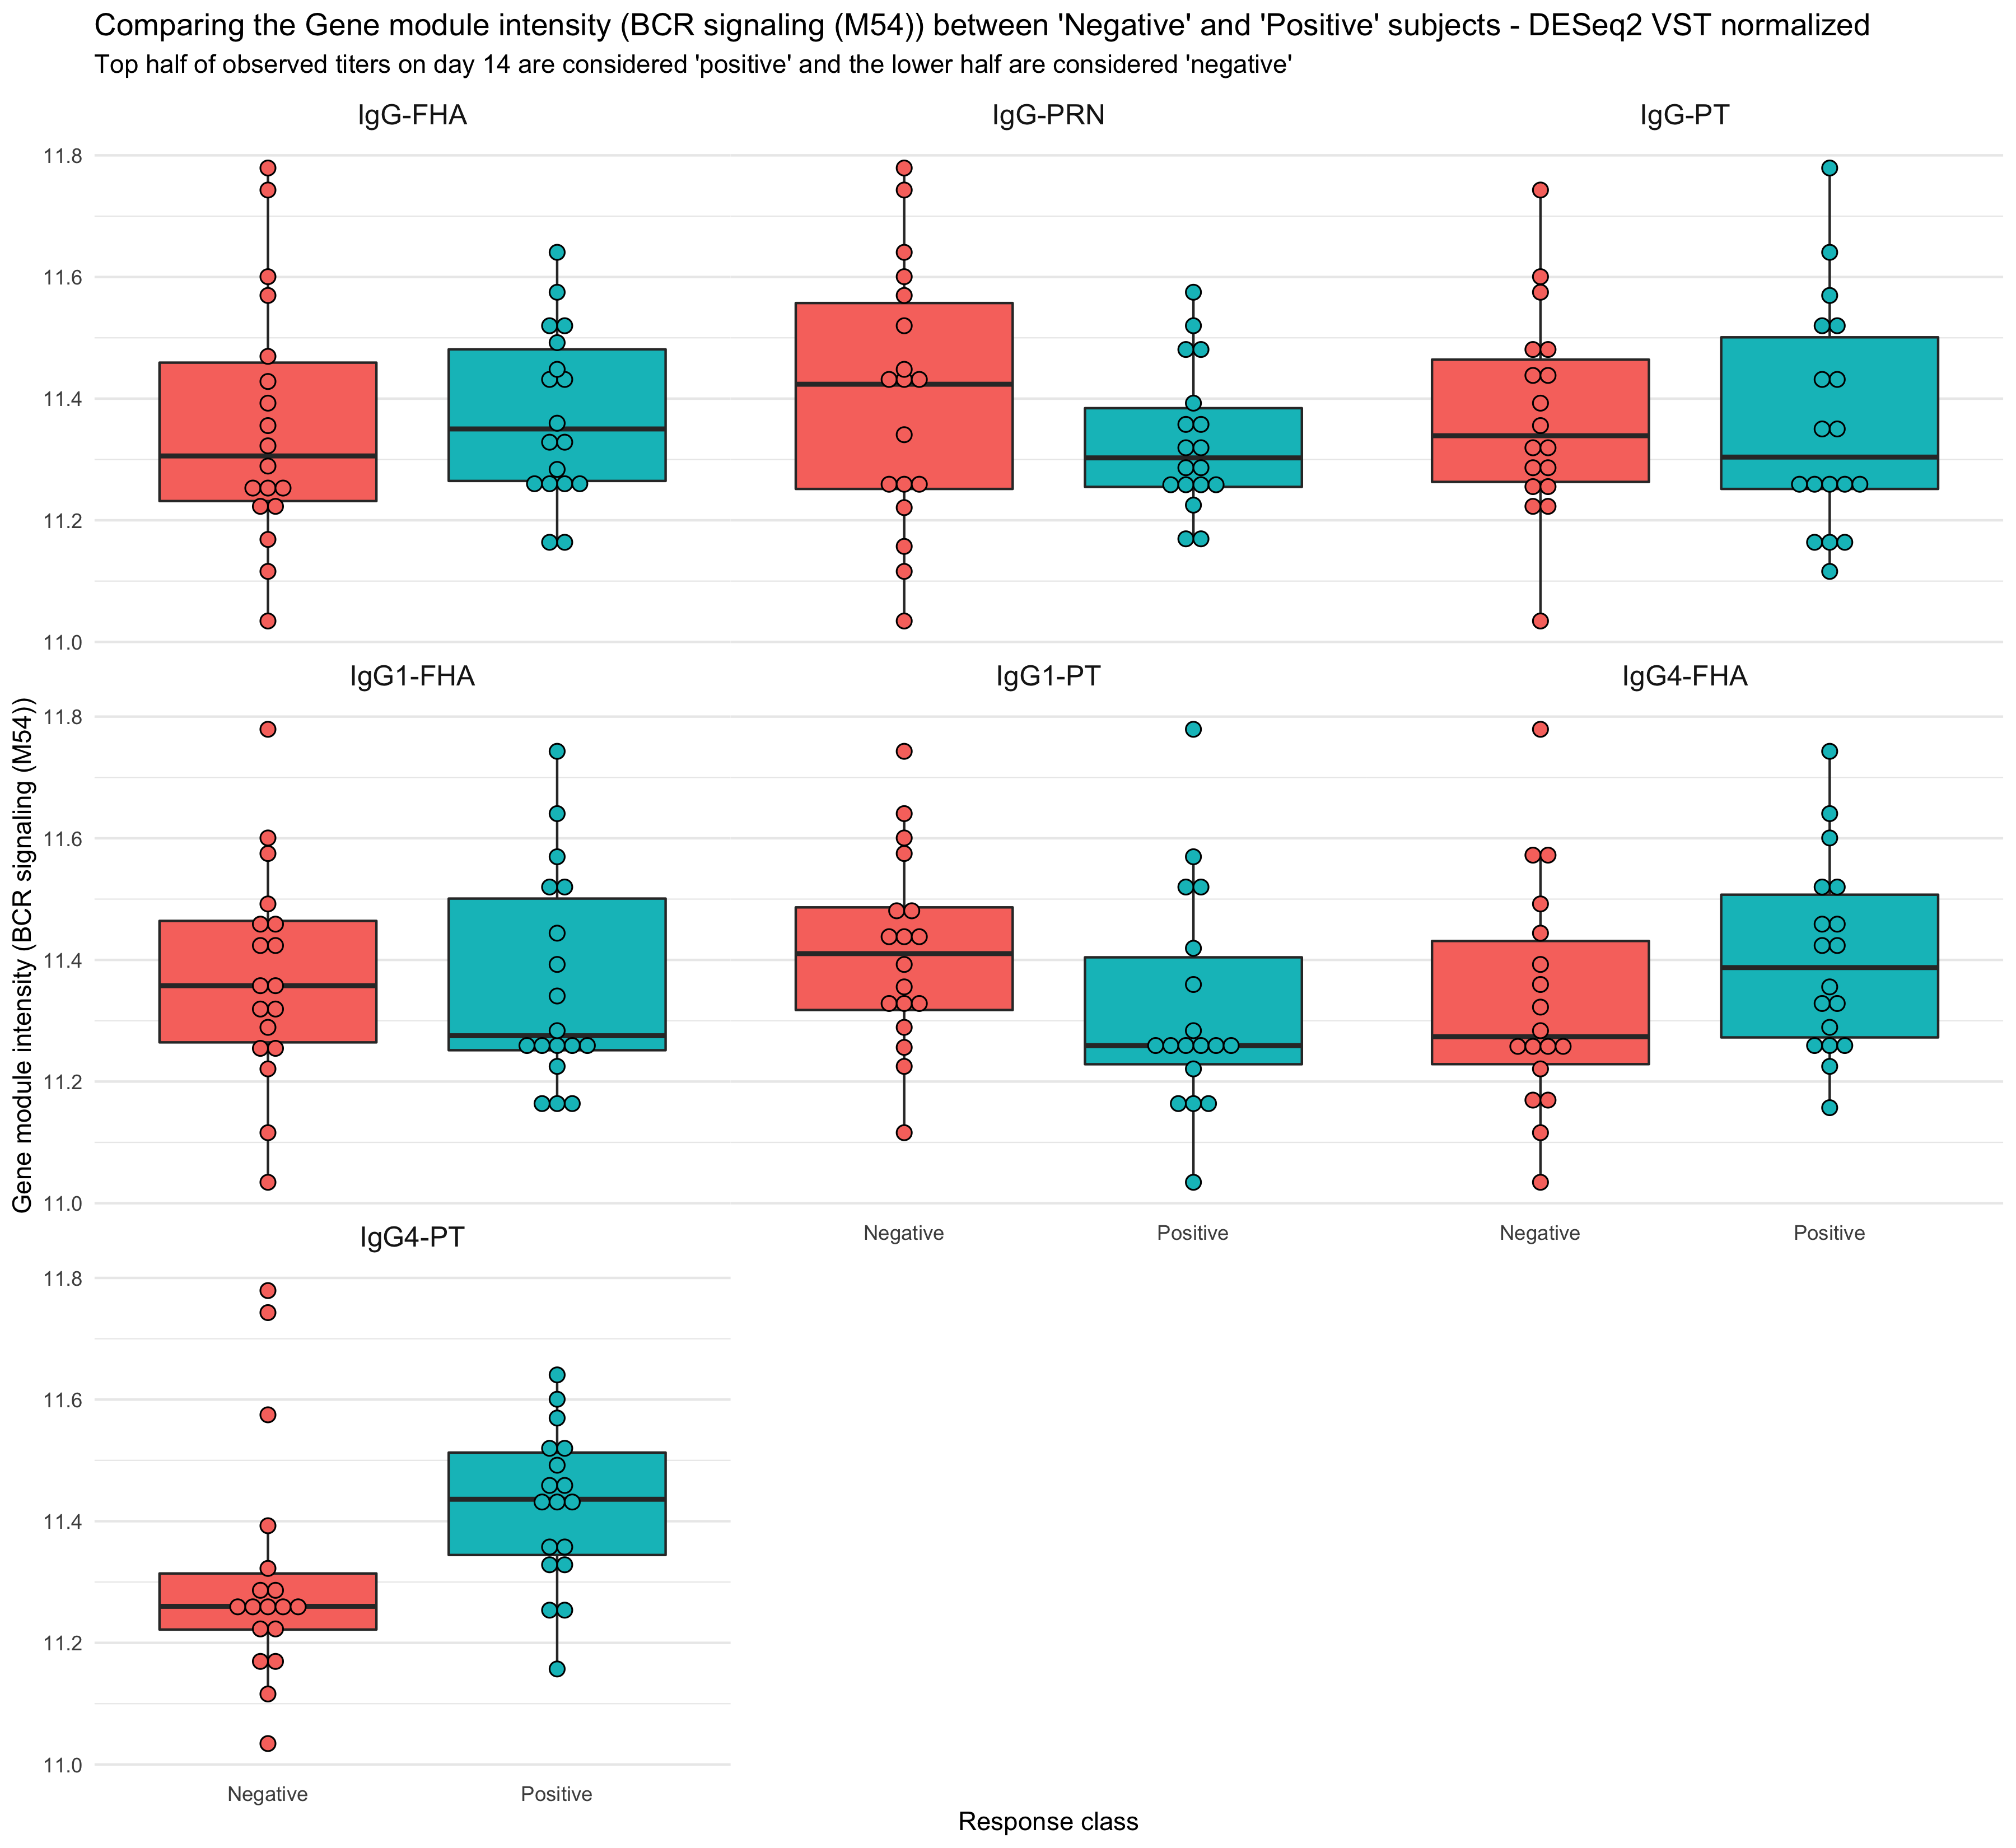 Comparing the Gene module intensity (BCR signaling (M54)) between 'Negative' and 'Positive' subjects - DESeq2 VST normalized
Top half of observed titers on day 14 are considered 'positive' and the lower half are considered 'negative'
IgG-FHA
IgG-PRN
IgG-PT
11.8
11.6
11.4
11.2
11.0
IgG1-FHA
IgG1-PT
IgG4-FHA
Gene module intensity (BCR signaling (M54))
11.8
11.6
11.4
11.2
11.0
Negative
Positive
Negative
Positive
IgG4-PT
11.8
11.6
11.4
11.2
11.0
Negative
Positive
Response class